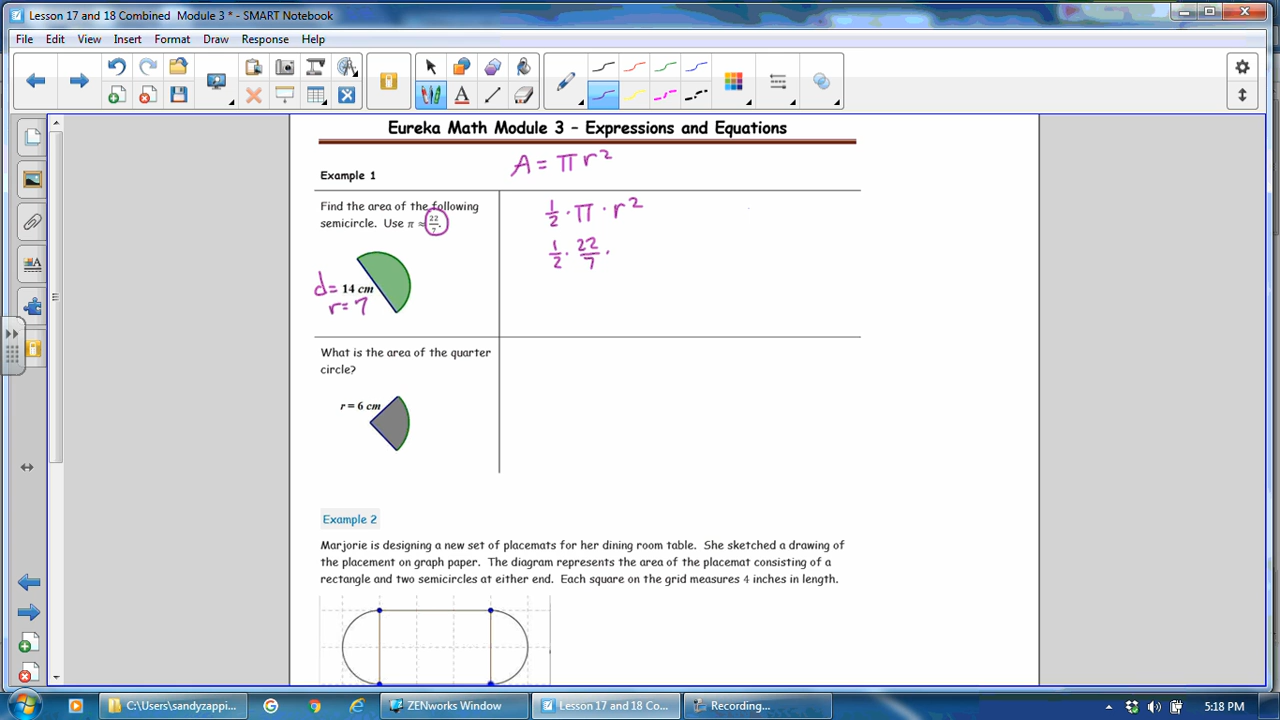 Lesson 17 and 18 Combined Module 3 * - SMART Notebook
File Edit View Insert Format Draw Response Help
Eureka Math Module 3 - Expressions and Equations
A = π r²
Example 1
Find the area of the following
semicircle. Use π ≈ 22/7.
1/2 · π · r²
1/2 · 22/7 ·
d= 14 cm
r=7
What is the area of the quarter
circle?
r = 6 cm
Example 2
Marjorie is designing a new set of placemats for her dining room table. She sketched a drawing of
the placement on graph paper. The diagram represents the area of the placemat consisting of a
rectangle and two semicircles at either end. Each square on the grid measures 4 inches in length.
C:\Users\sandyzappi... ZENworks Window Lesson 17 and 18 Co... Recording... 5:18 PM